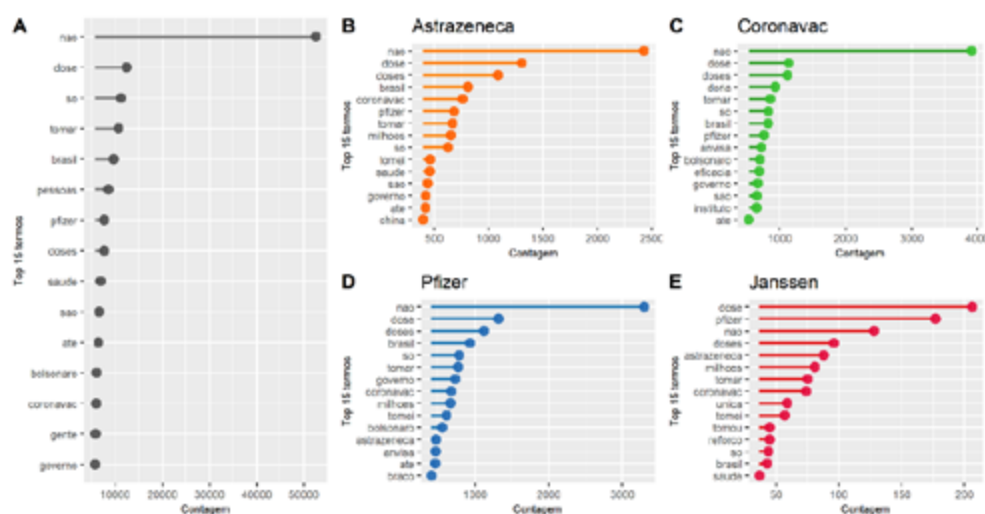 A
Top 15 termos
nao
dose
so
tomar
brasil
pessoas
pfizer
doses
saude
sao
ate
bolsonaro
coronavac
gente
governo
10000 20000 30000 40000 50000
Contagem
B Astrazeneca
Top 15 termos
nao
dose
doses
brasil
coronavac
pfizer
tomar
milhoes
so
tomei
saude
sao
governo
ate
china
500 1000 1500 2000 2500
Contagem
C Coronavac
Top 15 termos
nao
dose
doses
doria
tomar
so
brasil
pfizer
anvisa
bolsonaro
eficacia
governo
sao
instituto
ate
1000 2000 3000 4000
Contagem
D Pfizer
Top 15 termos
nao
dose
doses
brasil
so
tomar
governo
coronavac
milhoes
tomei
bolsonaro
astrazeneca
anvisa
ate
braco
1000 2000 3000
Contagem
E Janssen
Top 15 termos
dose
pfizer
nao
doses
astrazeneca
milhoes
tomar
coronavac
unica
tomei
tomou
reforco
so
brasil
saude
50 100 150 200
Contagem